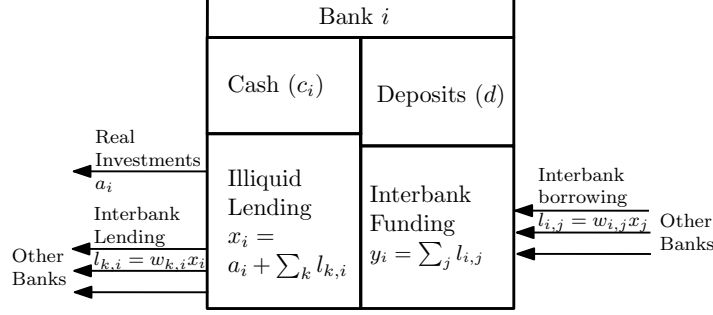 Bank i
Cash (c_i)
Deposits (d)
Real
Investments
a_i
Illiquid
Lending
x_i =
a_i + ∑_k l_{k,i}
Interbank
Funding
y_i = ∑_j l_{i,j}
Interbank
borrowing
l_{i,j} = w_{i,j}x_j
Other
Banks
Interbank
Lending
l_{k,i} = w_{k,i}x_i
Other
Banks